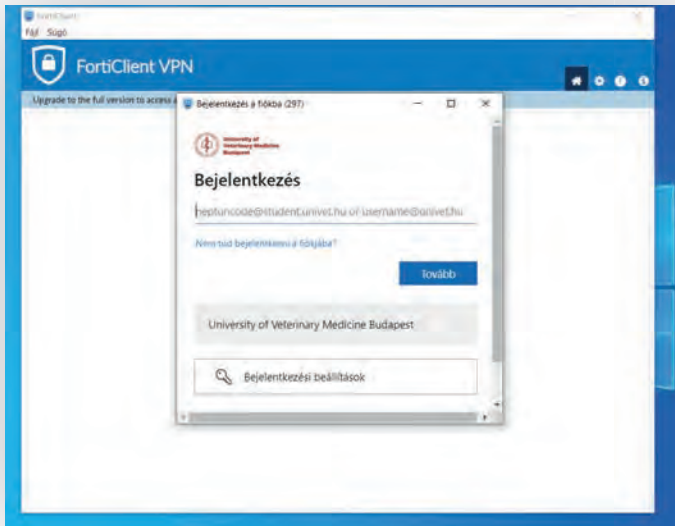 FortiClient
Fájl Súgó
FortiClient VPN
Upgrade to the full version to access a
Bejelentkezés a fiókba (297)
University of
Veterinary Medicine
Budapest
Bejelentkezés
neptuncode@student.univet.hu or username@univet.hu
Nem tud bejelentkezni a fiókjába?
Tovább
University of Veterinary Medicine Budapest
Bejelentkezési beállítások